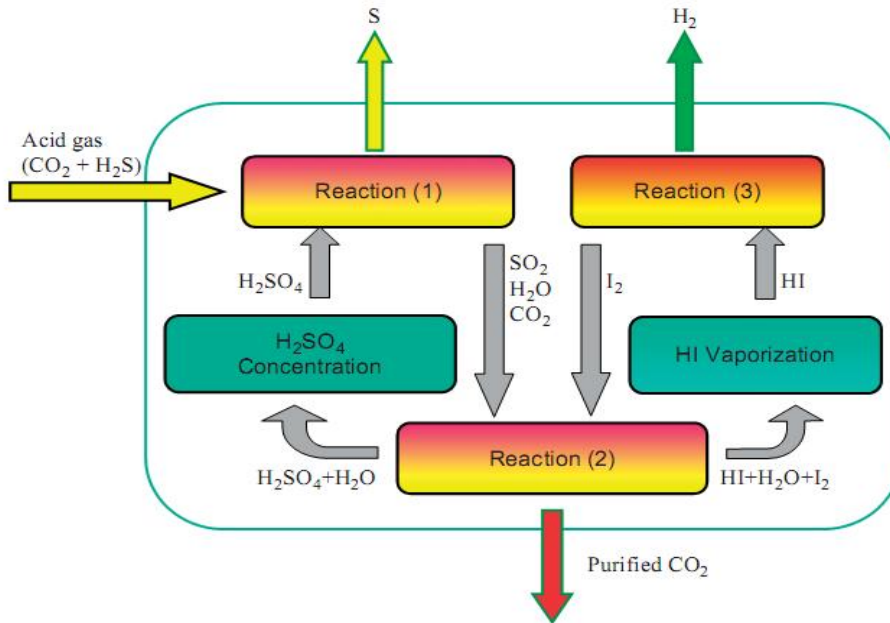 S
H₂
Acid gas
(CO₂ + H₂S)
Reaction (1)
Reaction (3)
H₂SO₄
SO₂
H₂O
CO₂
I₂
HI
H₂SO₄
Concentration
HI Vaporization
Reaction (2)
H₂SO₄+H₂O
HI+H₂O+I₂
Purified CO₂